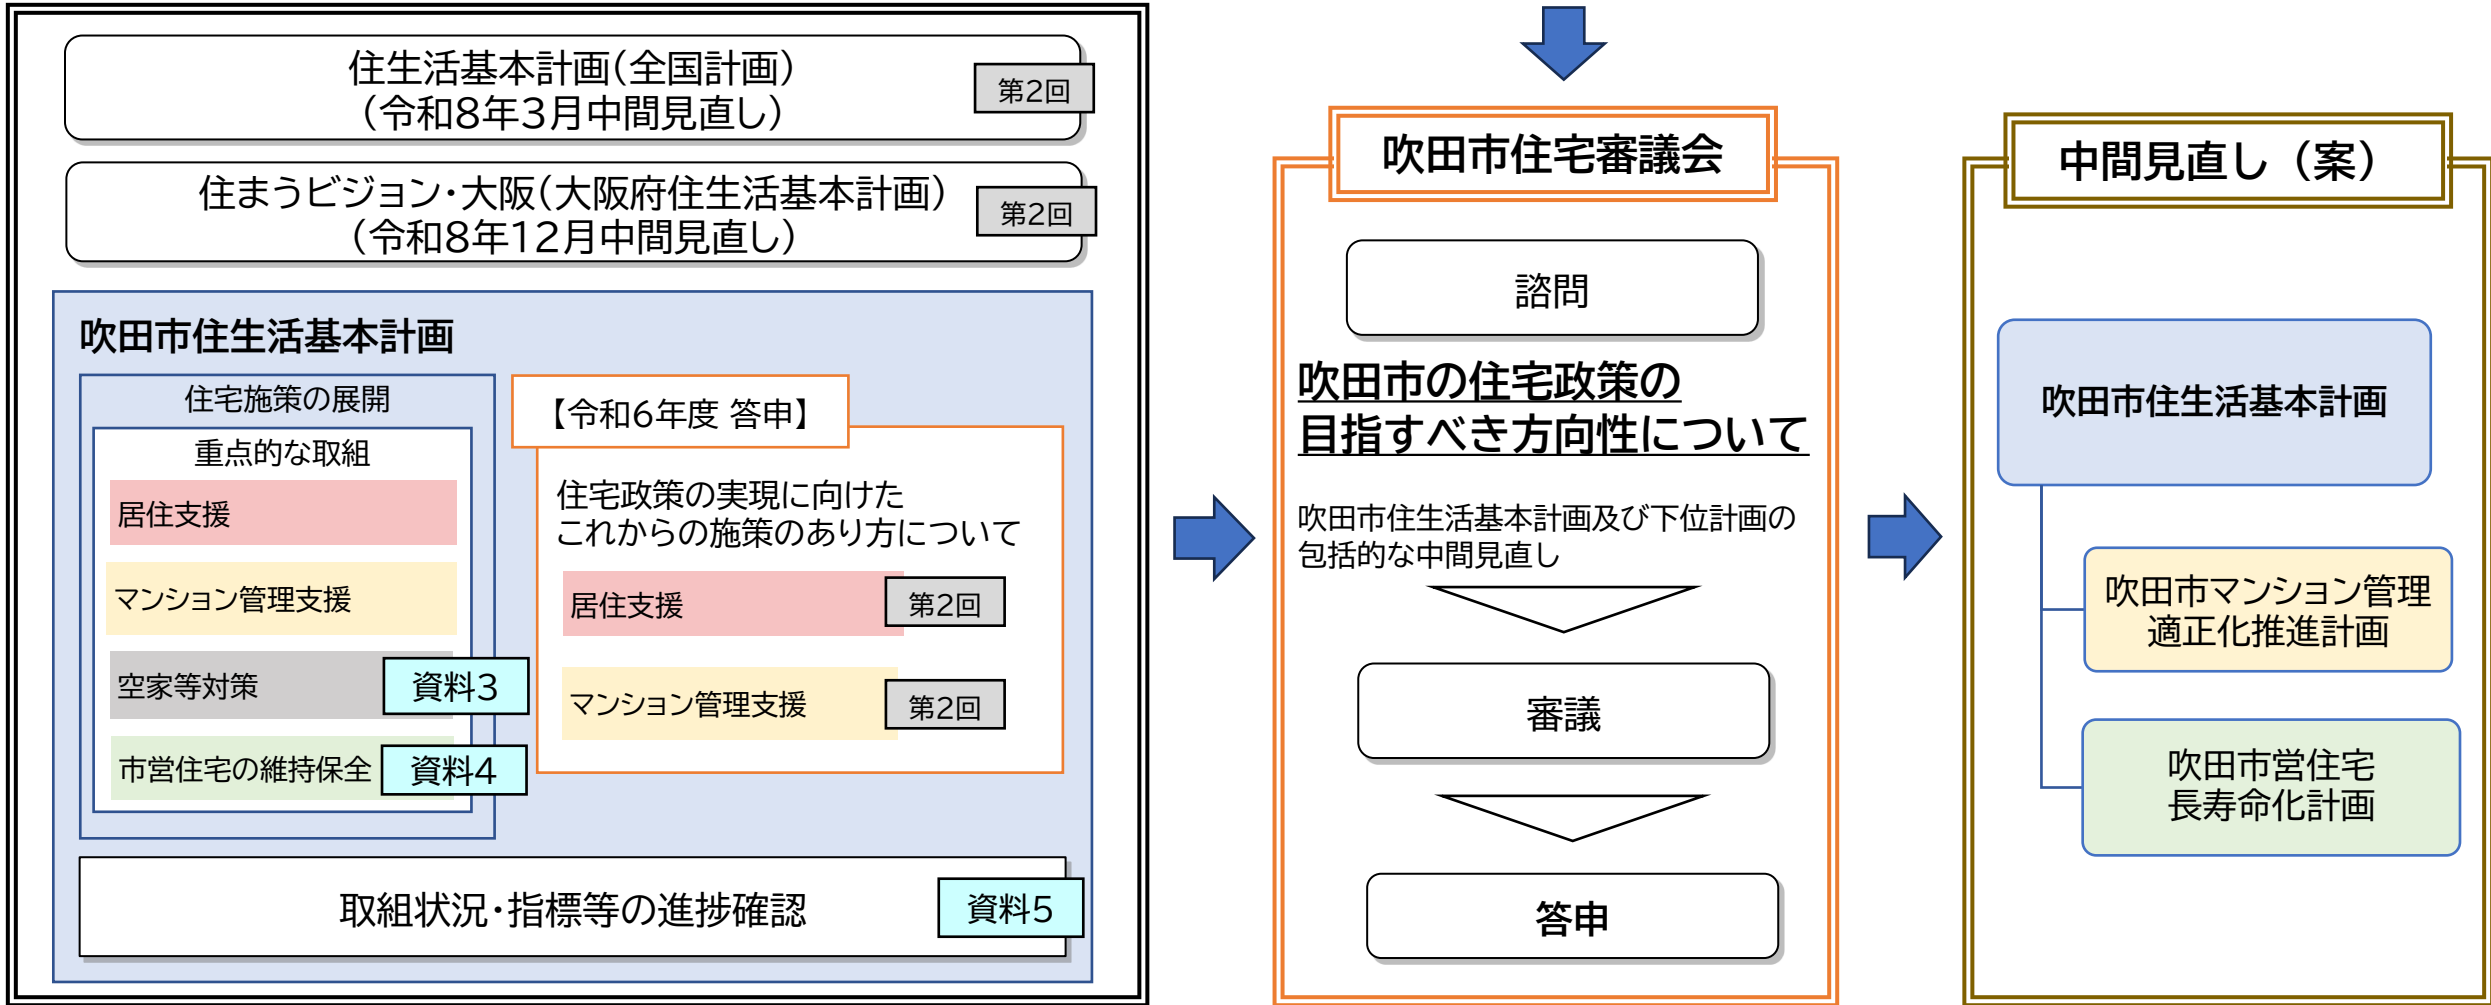 住生活基本計画（全国計画）
（令和8年3月中間見直し）
第2回
住まうビジョン・大阪（大阪府住生活基本計画）
（令和8年12月中間見直し）
第2回
吹田市住生活基本計画
住宅施策の展開
重点的な取組
居住支援
マンション管理支援
空家等対策
資料3
市営住宅の維持保全
資料4
【令和6年度 答申】
住宅政策の実現に向けた
これからの施策のあり方について
居住支援
第2回
マンション管理支援
第2回
取組状況・指標等の進捗確認
資料5
吹田市住宅審議会
諮問
吹田市の住宅政策の
目指すべき方向性について
吹田市住生活基本計画及び下位計画の
包括的な中間見直し
審議
答申
中間見直し（案）
吹田市住生活基本計画
吹田市マンション管理
適正化推進計画
吹田市営住宅
長寿命化計画